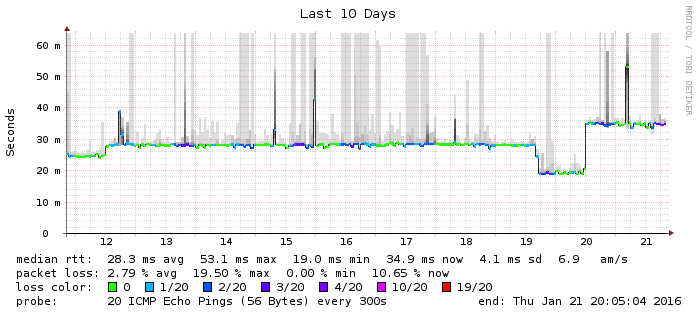 Last 10 Days
RRDTOOL / TOBI OETIKER
Seconds
60 m
50 m
40 m
30 m
20 m
10 m
0
12 13 14 15 16 17 18 19 20 21
median rtt: 28.3 ms avg 53.1 ms max 19.0 ms min 34.9 ms now 4.1 ms sd 6.9 am/s
packet loss: 2.79 % avg 19.50 % max 0.00 % min 10.65 % now
loss color: 0 1/20 2/20 3/20 4/20 10/20 19/20
probe: 20 ICMP Echo Pings (56 Bytes) every 300s end: Thu Jan 21 20:05:04 2016